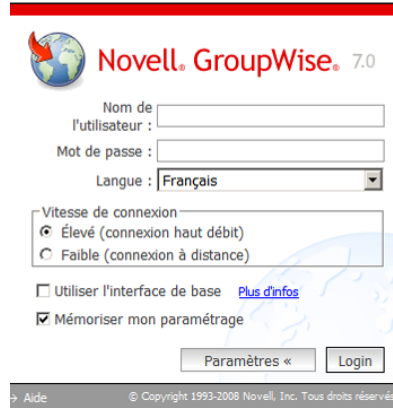 Novell® GroupWise® 7.0
Nom de
l'utilisateur :
Mot de passe :
Langue : Français
Vitesse de connexion
Élevé (connexion haut débit)
Faible (connexion à distance)
Utiliser l'interface de base Plus d'infos
Mémoriser mon paramétrage
Paramètres « Login
Aide © Copyright 1993-2008 Novell, Inc. Tous droits réservés